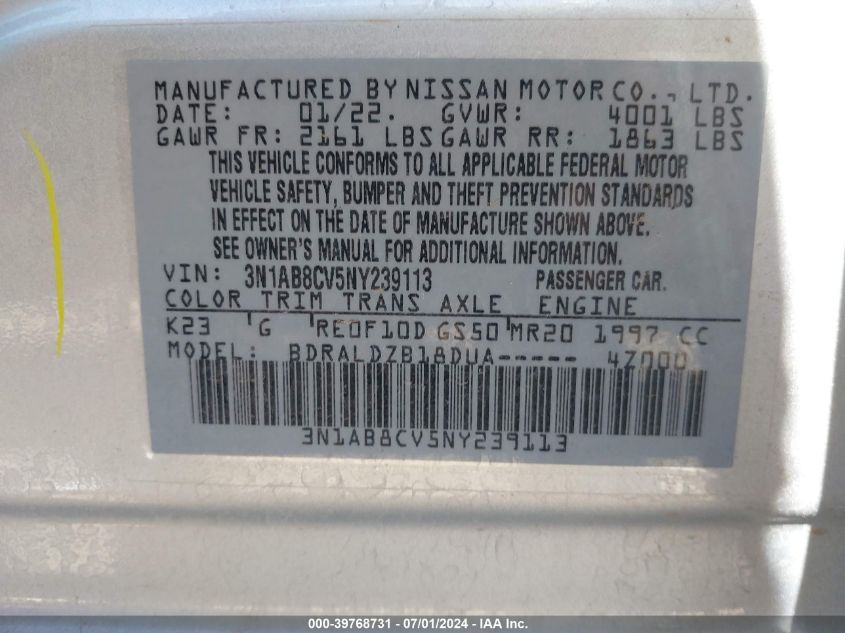 MANUFACTURED BY NISSAN MOTOR CO., LTD.
DATE: 01/22. GVWR: 4001 LBS
GAWR FR: 2161 LBS GAWR RR: 1863 LBS
THIS VEHICLE CONFORMS TO ALL APPLICABLE FEDERAL MOTOR
VEHICLE SAFETY, BUMPER AND THEFT PREVENTION STANDARDS
IN EFFECT ON THE DATE OF MANUFACTURE SHOWN ABOVE.
SEE OWNER'S MANUAL FOR ADDITIONAL INFORMATION.
VIN: 3N1AB8CV5NY239113 PASSENGER CAR.
COLOR TRIM TRANS AXLE ENGINE
K23 G RE0F10D GS50 MR20 1997 CC
MODEL: BDRALDZB18DUA----- 4Z000
3N1AB8CV5NY239113
000-39768731 - 07/01/2024 - IAA, Inc.